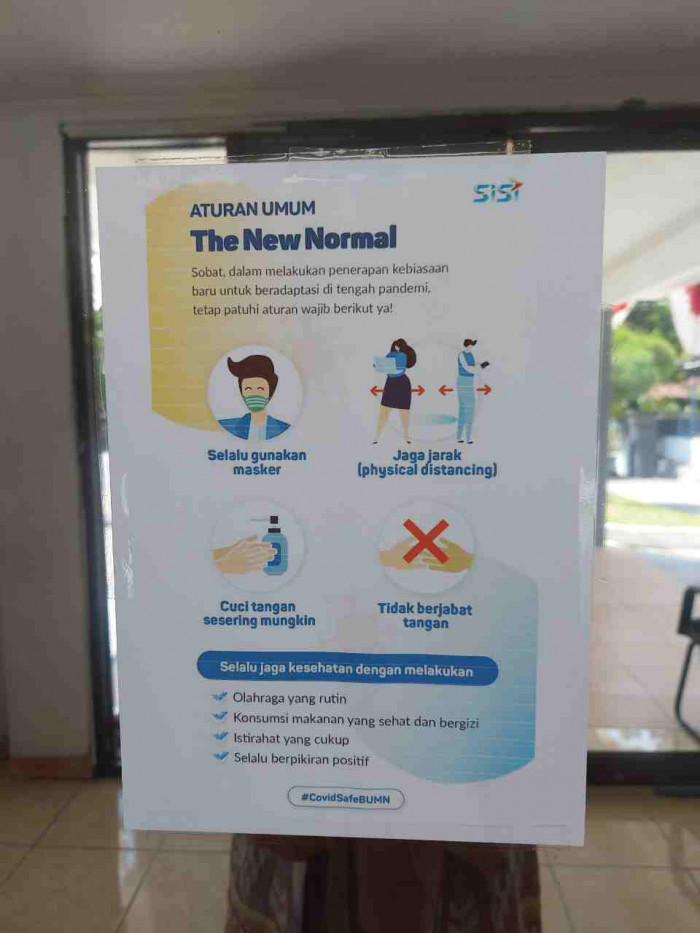 SISI
ATURAN UMUM
The New Normal
Sobat, dalam melakukan penerapan kebiasaan
baru untuk beradaptasi di tengah pandemi,
tetap patuhi aturan wajib berikut ya!
Selalu gunakan
masker
Jaga jarak
(physical distancing)
Cuci tangan
sesering mungkin
Tidak berjabat
tangan
Selalu jaga kesehatan dengan melakukan
Olahraga yang rutin
Konsumsi makanan yang sehat dan bergizi
Istirahat yang cukup
Selalu berpikiran positif
#CovidSafeBUMN